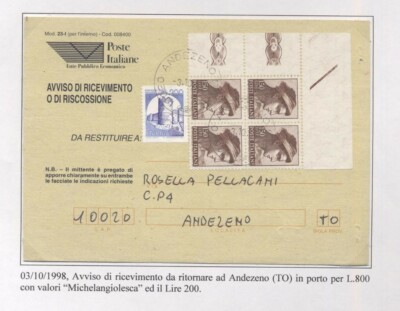 Mod. 23-I (per l'interno) - Cod. 008495
Poste
Italiane
Ente Pubblico Economico
AVVISO DI RICEVIMENTO
O DI RISCOSSIONE
ANDEZENO
DA RESTITUIRE A:
N.B. – Il mittente è pregato di
apporre chiaramente su entrambe
le facciate le indicazioni richieste
ROSELLA PELLACANI
C.P4
10020 ANDEZENO TO
C.A.P.
03/10/1998, Avviso di ricevimento da ritornare ad Andezeno (TO) in porto per L.800
con valori “Michelangiolesca” ed il Lire 200.